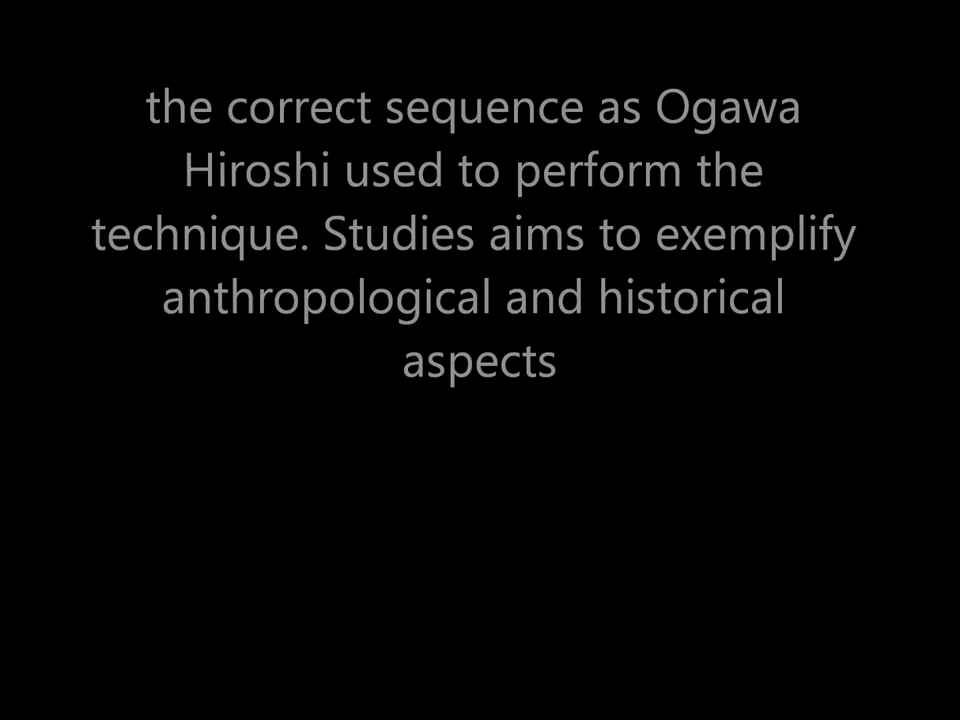 the correct sequence as Ogawa
Hiroshi used to perform the
technique. Studies aims to exemplify
anthropological and historical
aspects